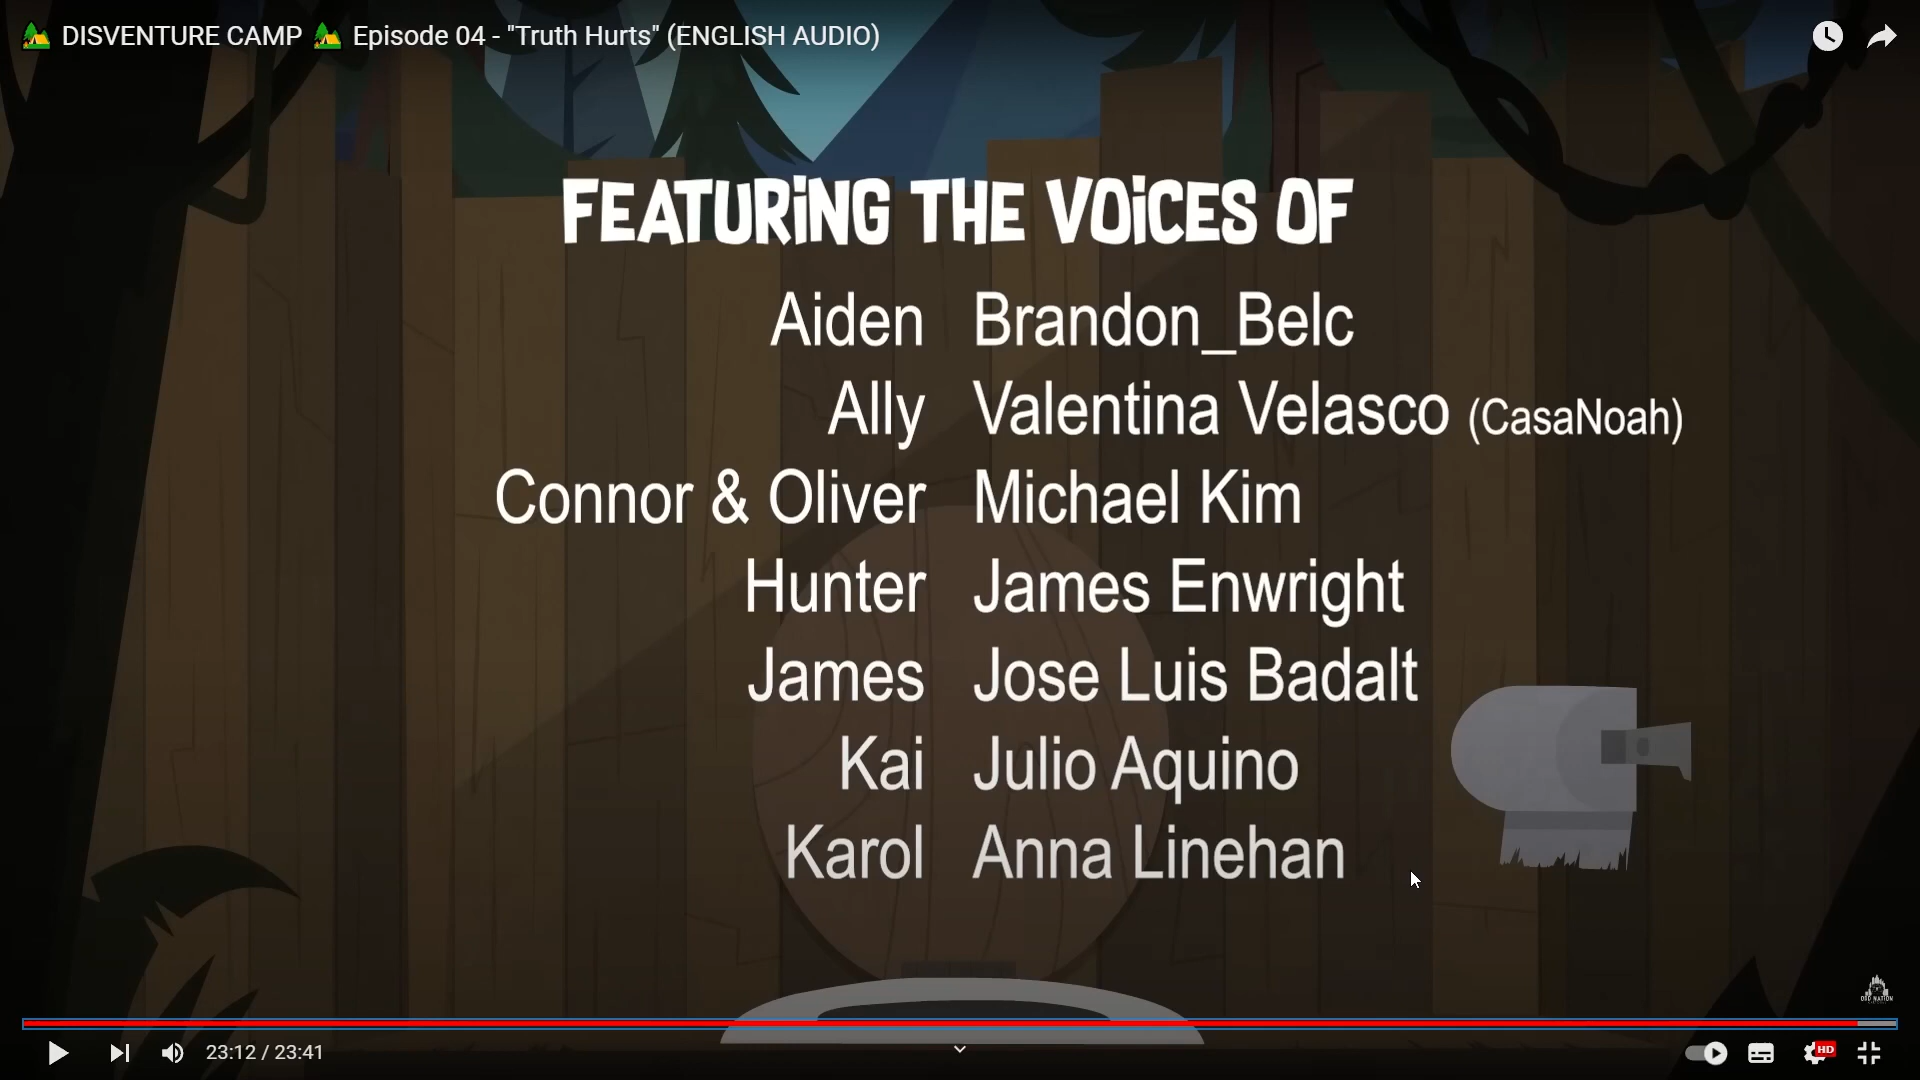 🏕️ DISVENTURE CAMP 🏕️ Episode 04 - "Truth Hurts" (ENGLISH AUDIO)
FEATURiNG THE VOiCES OF
Aiden Brandon_Belc
Ally Valentina Velasco (CasaNoah)
Connor & Oliver Michael Kim
Hunter James Enwright
James Jose Luis Badalt
Kai Julio Aquino
Karol Anna Linehan
ODD NATION
23:12 / 23:41
HD